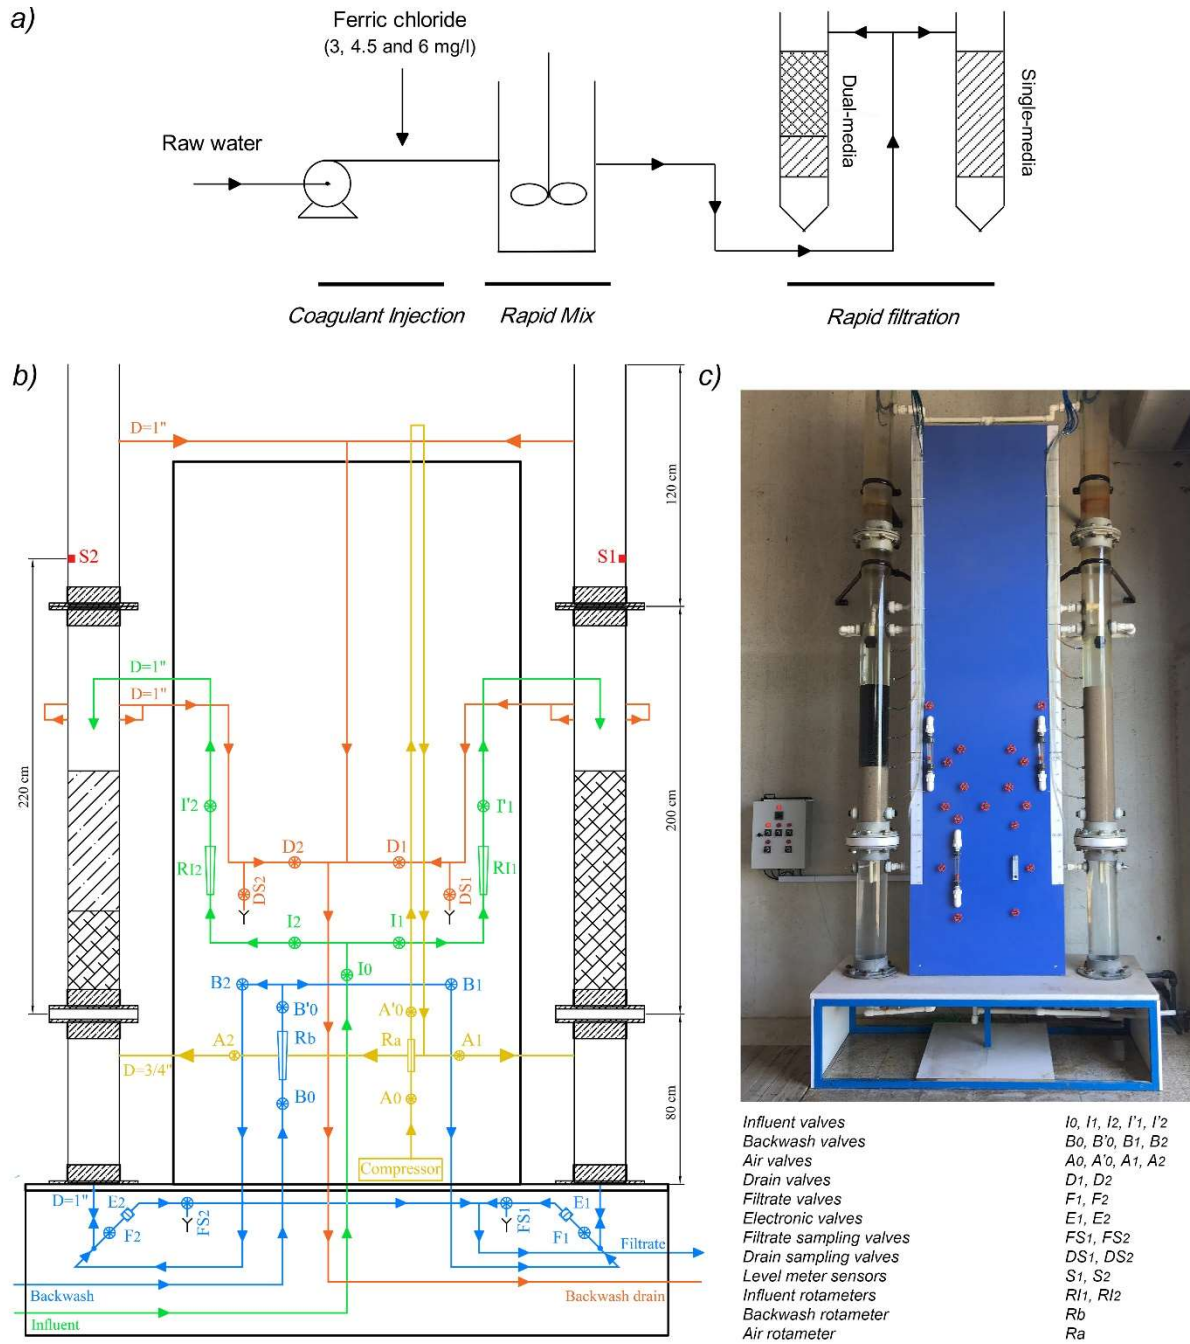 a)
Ferric chloride
(3, 4.5 and 6 mg/l)
Raw water
Dual-media
Single-media
Coagulant Injection
Rapid Mix
Rapid filtration
b)
c)
D=1"
120 cm
S2
S1
D=1"
D=1"
220 cm
200 cm
I'2
I'1
RI2
D2
D1
RI1
DS2
DS1
I2
I1
I0
B2
B1
B'0
A'0
A2
Rb
Ra
A1
D=3/4"
B0
A0
80 cm
Compressor
D=1"
E2
FS2
FS1
E1
F2
F1
Filtrate
Backwash
Backwash drain
Influent
Influent valves I0, I1, I2, I'1, I'2
Backwash valves B0, B'0, B1, B2
Air valves A0, A'0, A1, A2
Drain valves D1, D2
Filtrate valves F1, F2
Electronic valves E1, E2
Filtrate sampling valves FS1, FS2
Drain sampling valves DS1, DS2
Level meter sensors S1, S2
Influent rotameters RI1, RI2
Backwash rotameter Rb
Air rotameter Ra